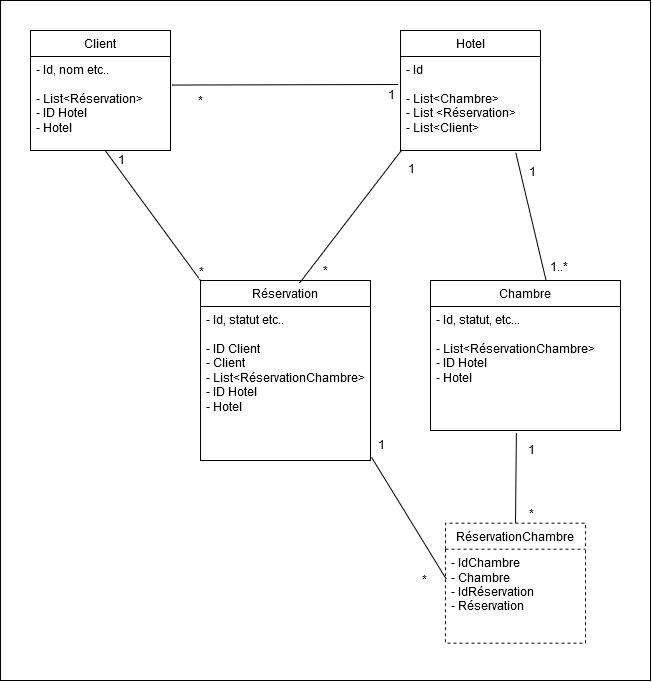 Client
- Id, nom etc..
- List<Réservation>
- ID Hotel
- Hotel
Hotel
- Id
- List<Chambre>
- List <Réservation>
- List<Client>
*
1
1
*
1
*
1
1..*
Réservation
- Id, statut etc..
- ID Client
- Client
- List<RéservationChambre>
- ID Hotel
- Hotel
Chambre
- Id, statut, etc...
- List<RéservationChambre>
- ID Hotel
- Hotel
1
*
1
*
RéservationChambre
- IdChambre
- Chambre
- IdRéservation
- Réservation